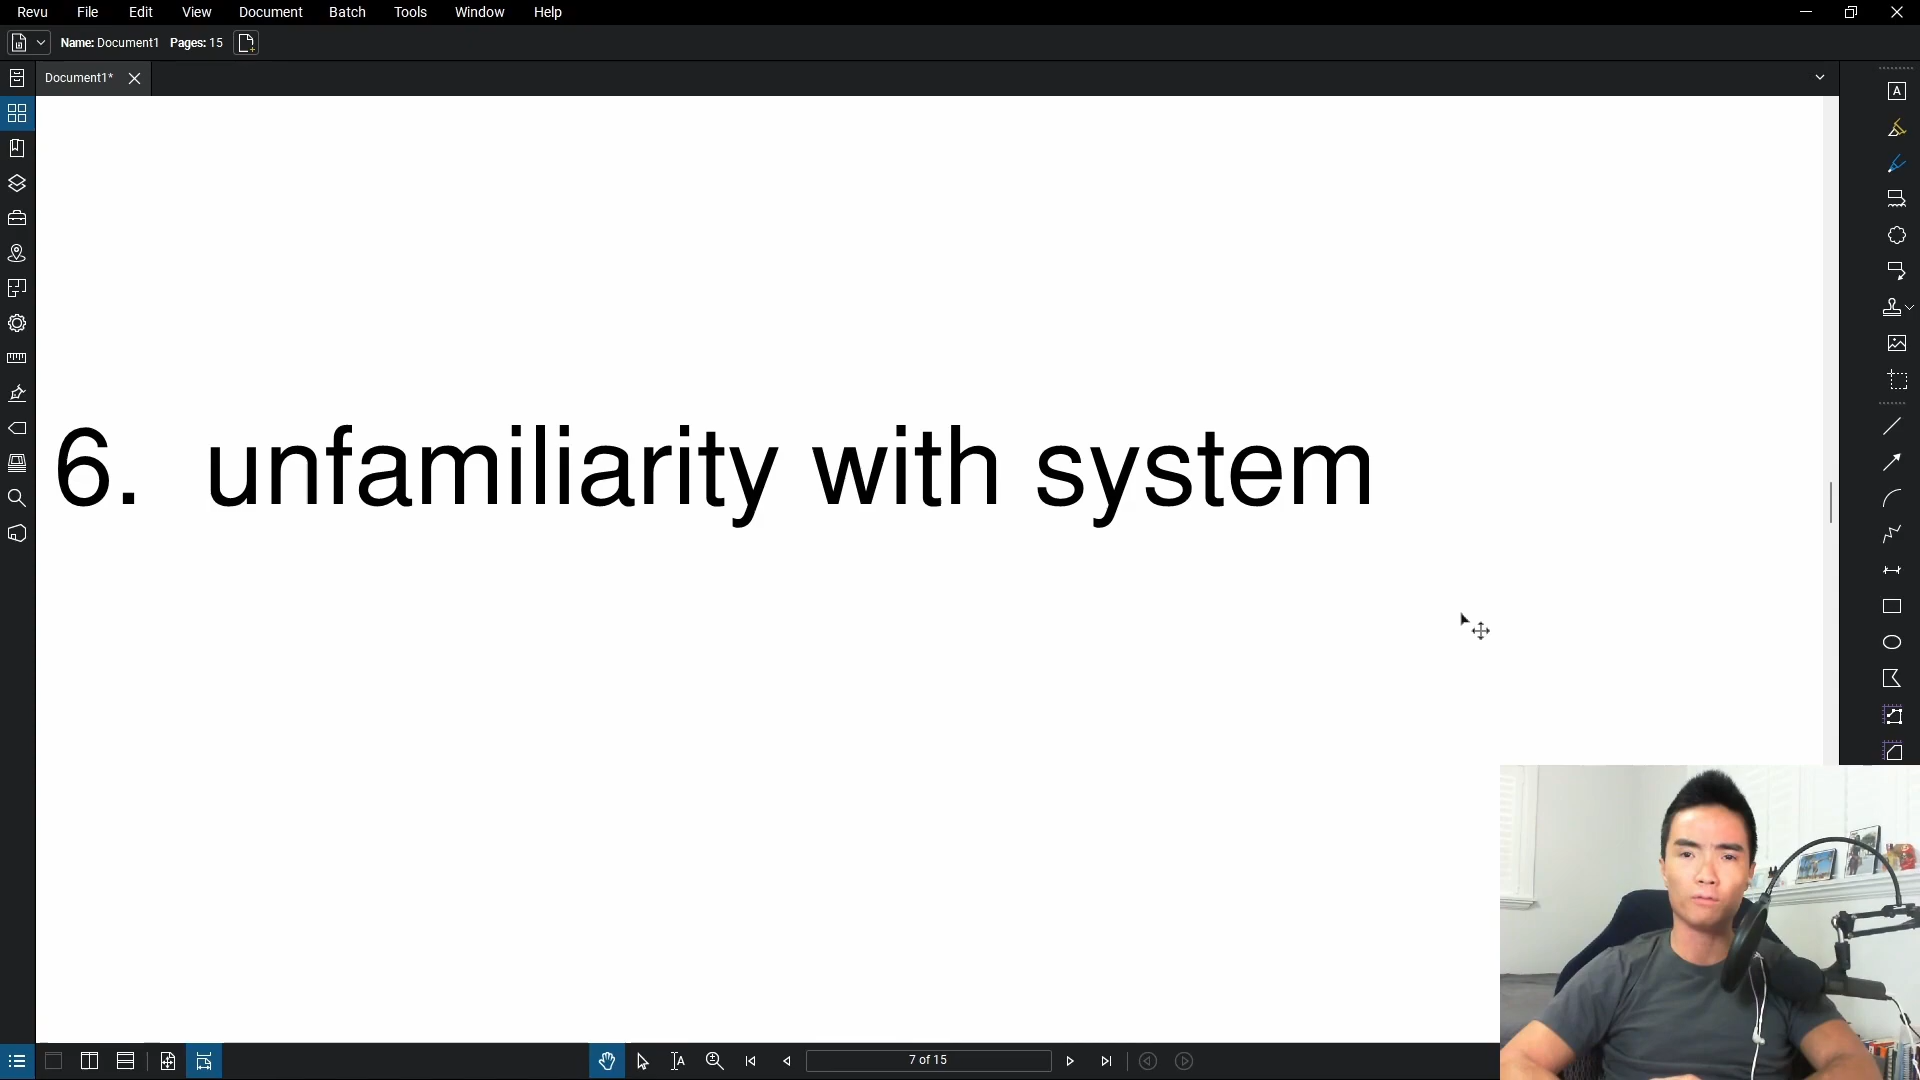 Revu File Edit View Document Batch Tools Window Help
Name: Document1 Pages: 15
Document1*
6. unfamiliarity with system
7 of 15